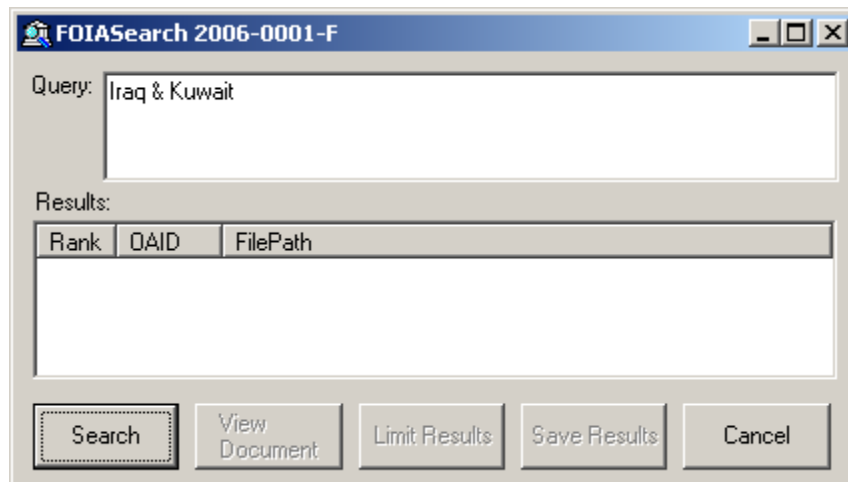 FOIASearch 2006-0001-F
Query:
Iraq & Kuwait
Results:
Rank OAID FilePath
Search
View
Document
Limit Results
Save Results
Cancel